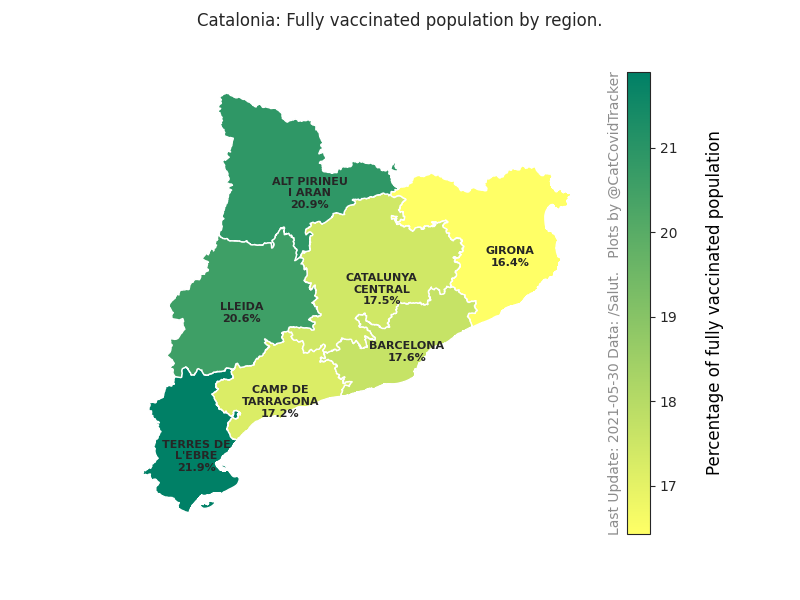 Catalonia: Fully vaccinated population by region.
ALT PIRINEU
I ARAN
20.9%
GIRONA
16.4%
CATALUNYA
CENTRAL
17.5%
LLEIDA
20.6%
BARCELONA
17.6%
CAMP DE
TARRAGONA
17.2%
TERRES DE
L'EBRE
21.9%
Last Update: 2021-05-30 Data: /Salut.   Plots by @CatCovidTracker
21
20
19
18
17
Percentage of fully vaccinated population